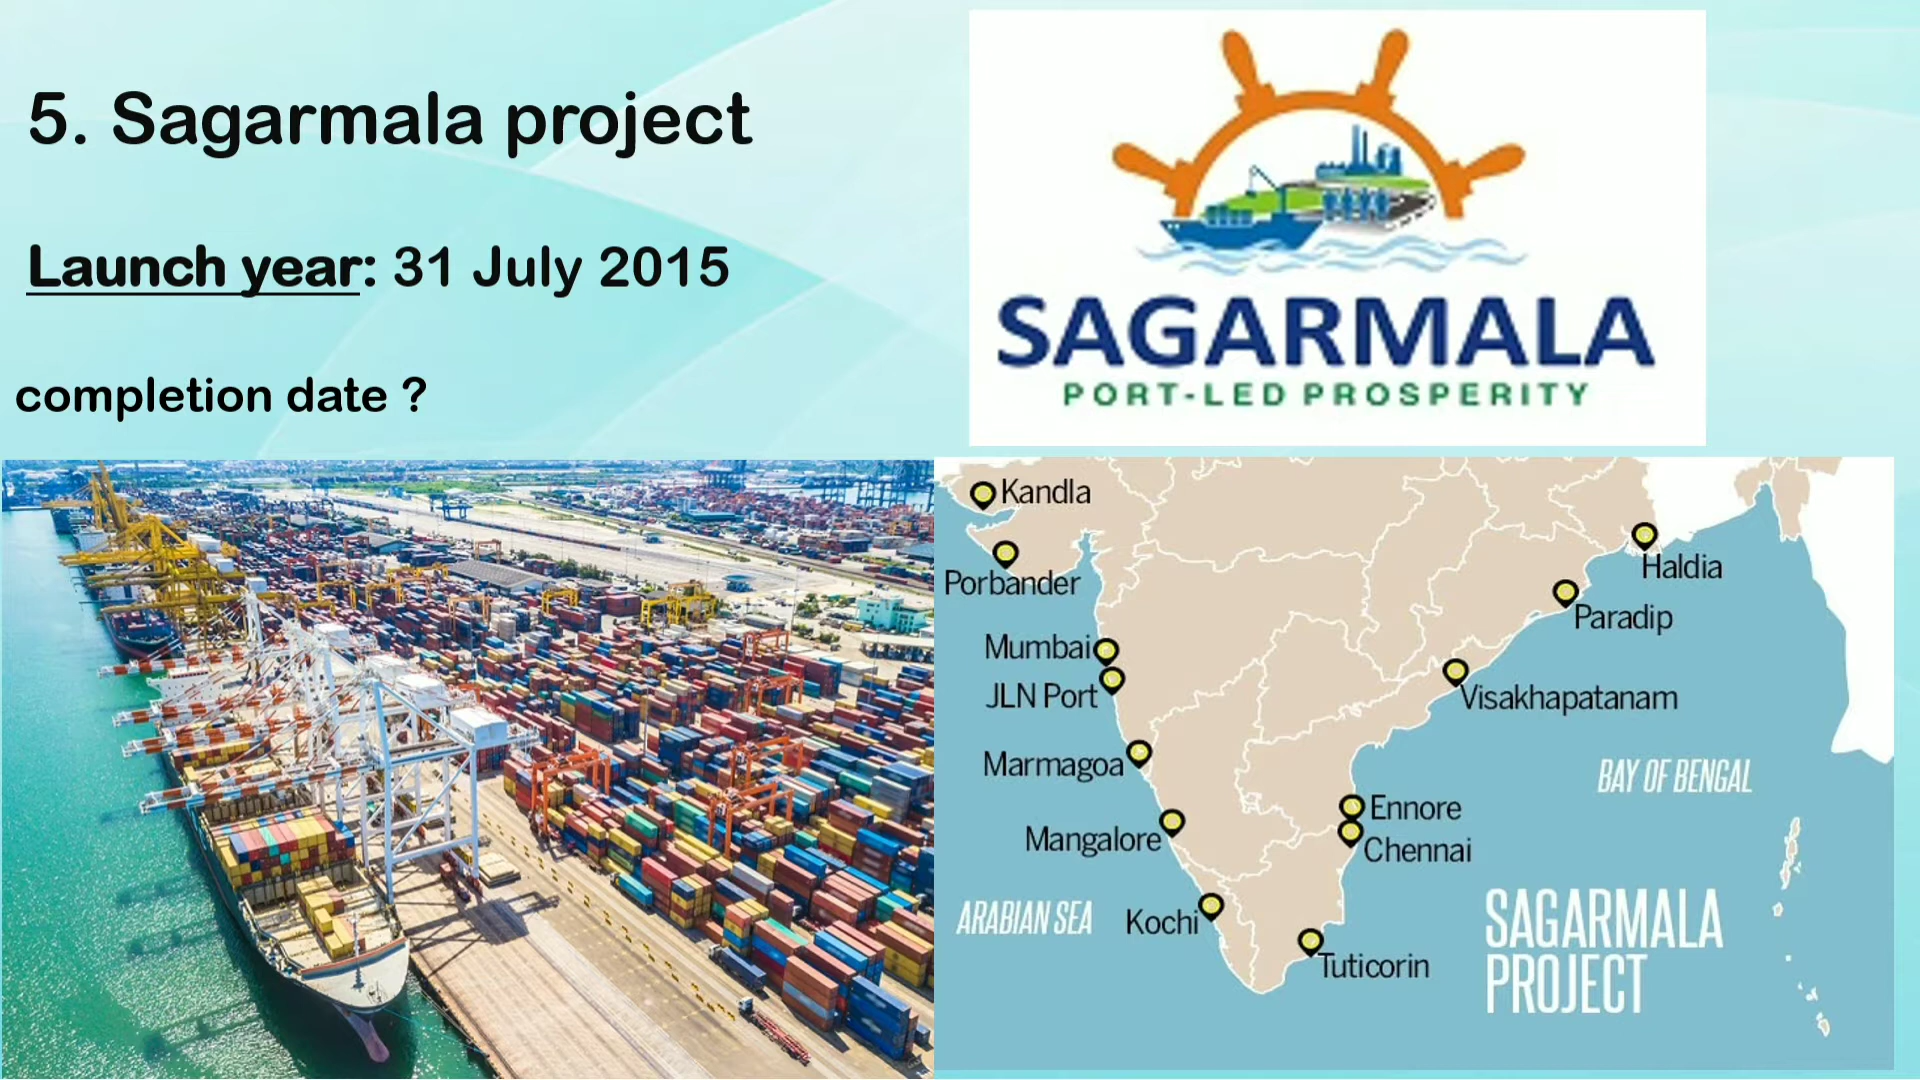 5. Sagarmala project
Launch year: 31 July 2015
completion date ?
SAGARMALA
PORT-LED PROSPERITY
Kandla
Porbander
Mumbai
JLN Port
Marmagoa
Mangalore
Kochi
Tuticorin
Chennai
Ennore
Visakhapatanam
Paradip
Haldia
ARABIAN SEA
BAY OF BENGAL
SAGARMALA
PROJECT